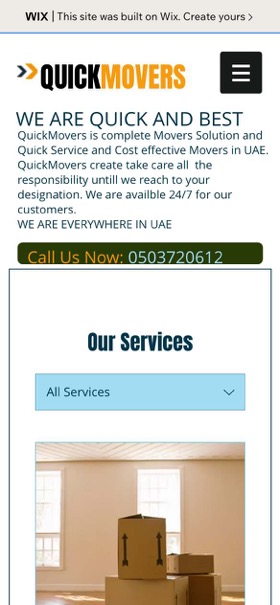 WIX | This site was built on Wix. Create yours >
QUICKMOVERS
WE ARE QUICK AND BEST
QuickMovers is complete Movers Solution and
Quick Service and Cost effective Movers in UAE.
QuickMovers create take care all  the
responsibility untill we reach to your
designation. We are availble 24/7 for our
customers.
WE ARE EVERYWHERE IN UAE
Call Us Now: 0503720612
Our Services
All Services